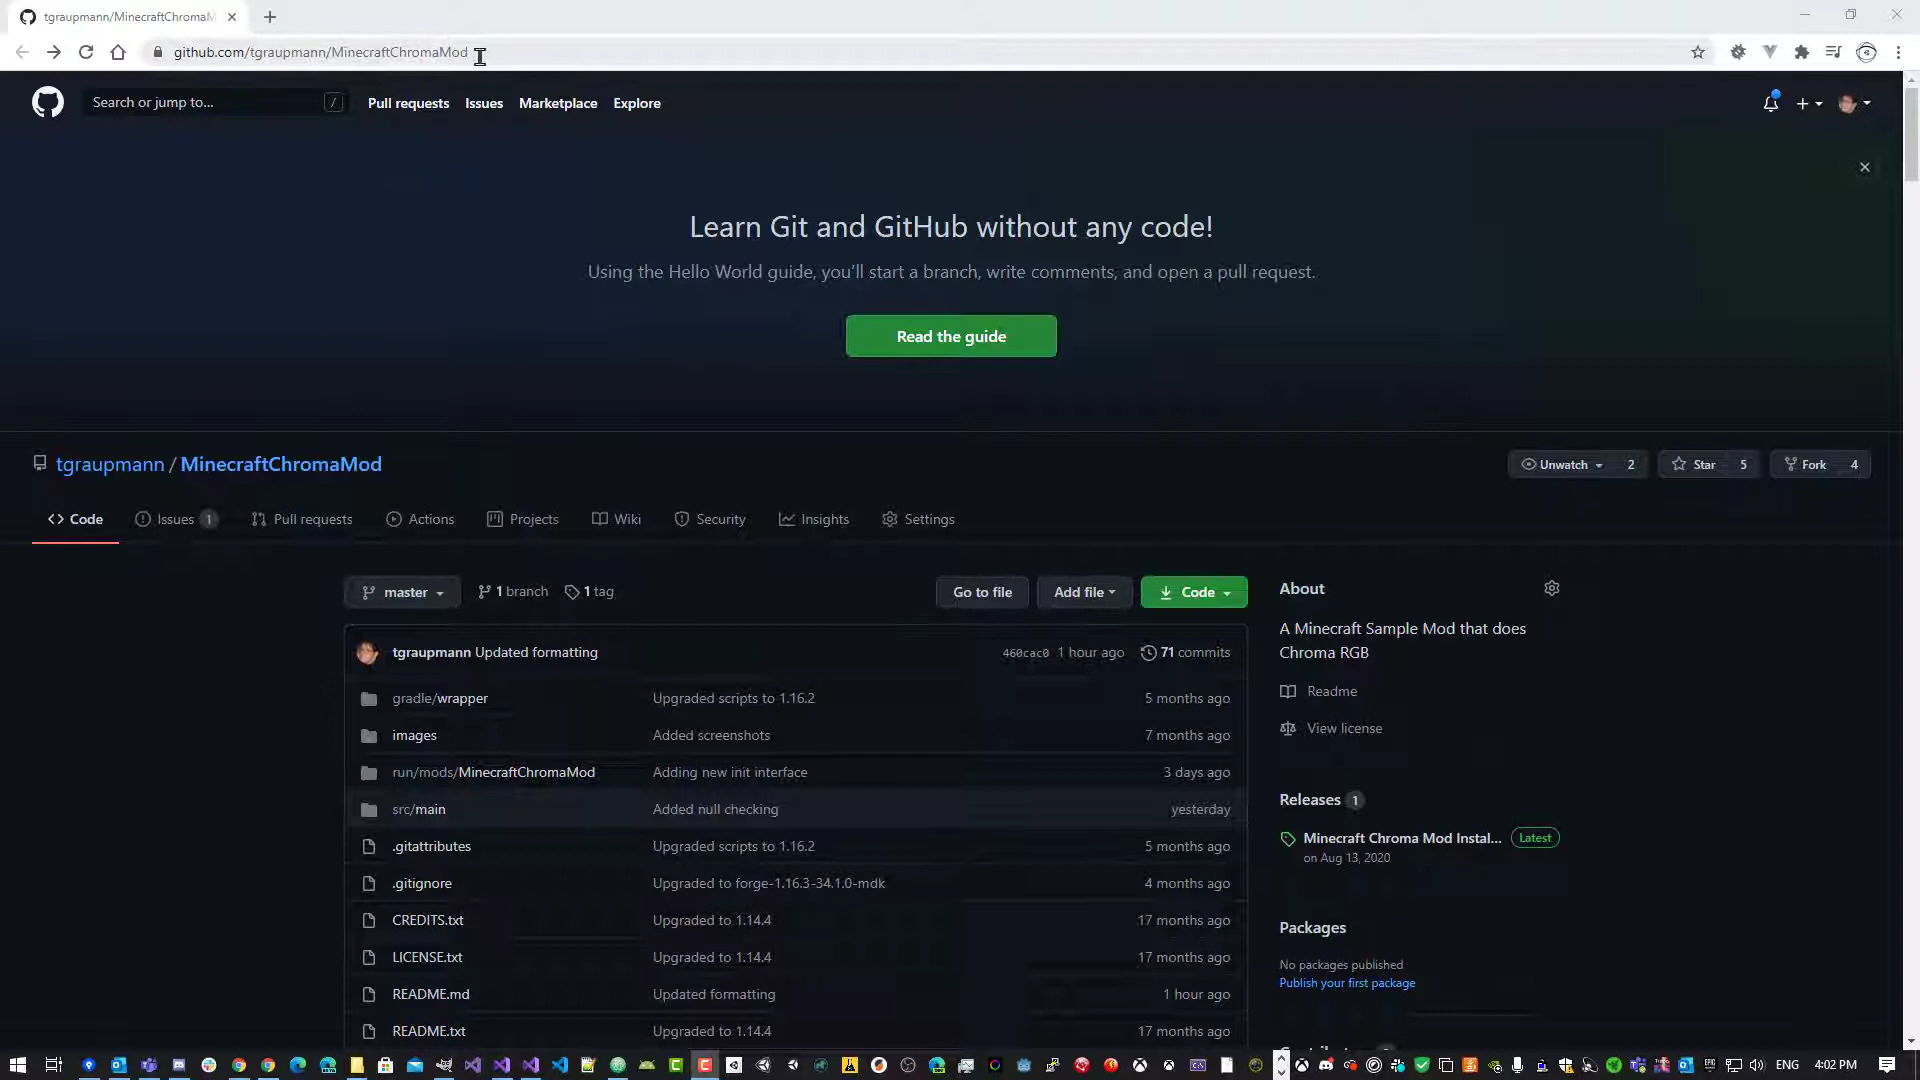 tgraupmann/MinecraftChromaM
github.com/tgraupmann/MinecraftChromaMod
Search or jump to...
/
Pull requests
Issues
Marketplace
Explore
Learn Git and GitHub without any code!
Using the Hello World guide, you'll start a branch, write comments, and open a pull request.
Read the guide
tgraupmann / MinecraftChromaMod
Unwatch 2
Star 5
Fork 4
Code
Issues 1
Pull requests
Actions
Projects
Wiki
Security
Insights
Settings
master
1 branch
1 tag
Go to file
Add file
Code
tgraupmann Updated formatting 460cac0 1 hour ago 71 commits
gradle/wrapper Upgraded scripts to 1.16.2 5 months ago
images Added screenshots 7 months ago
run/mods/MinecraftChromaMod Adding new init interface 3 days ago
src/main Added null checking yesterday
.gitattributes Upgraded scripts to 1.16.2 5 months ago
.gitignore Upgraded to forge-1.16.3-34.1.0-mdk 4 months ago
CREDITS.txt Upgraded to 1.14.4 17 months ago
LICENSE.txt Upgraded to 1.14.4 17 months ago
README.md Updated formatting 1 hour ago
README.txt Upgraded to 1.14.4 17 months ago
About
A Minecraft Sample Mod that does
Chroma RGB
Readme
View license
Releases 1
Minecraft Chroma Mod Instal... Latest
on Aug 13, 2020
Packages
No packages published
Publish your first package
ENG
4:02 PM